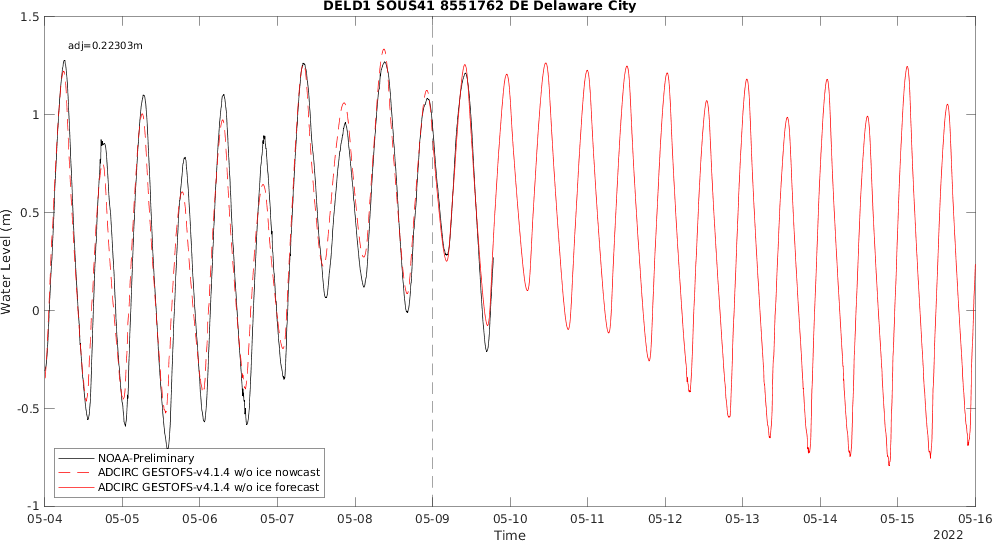 DELD1 SOUS41 8551762 DE Delaware City
adj=0.22303m
1.5
1
0.5
0
-0.5
-1
Water Level (m)
NOAA-Preliminary
ADCIRC GESTOFS-v4.1.4 w/o ice nowcast
ADCIRC GESTOFS-v4.1.4 w/o ice forecast
05-04 05-05 05-06 05-07 05-08 05-09 05-10 05-11 05-12 05-13 05-14 05-15 05-16
Time
2022